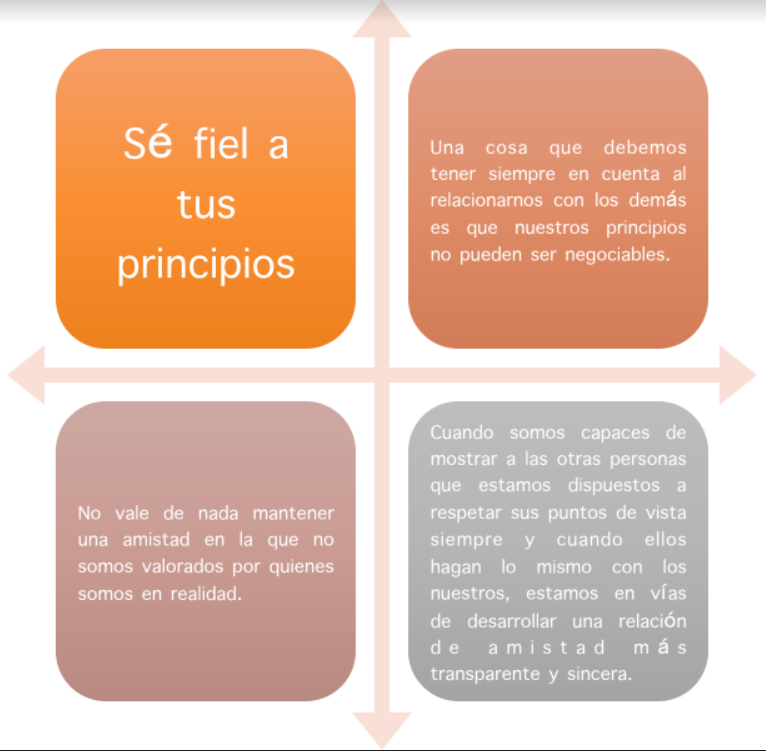 Sé fiel a
tus
principios
Una cosa que debemos
tener siempre en cuenta al
relacionarnos con los demás
es que nuestros principios
no pueden ser negociables.
No vale de nada mantener
una amistad en la que no
somos valorados por quienes
somos en realidad.
Cuando somos capaces de
mostrar a las otras personas
que estamos dispuestos a
respetar sus puntos de vista
siempre y cuando ellos
hagan lo mismo con los
nuestros, estamos en vías
de desarrollar una relación
de amistad más
transparente y sincera.